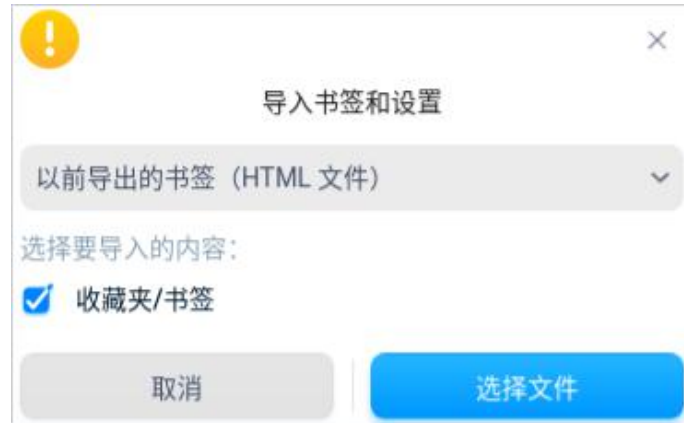 导入书签和设置
以前导出的书签（HTML 文件）
选择要导入的内容：
收藏夹/书签
取消
选择文件